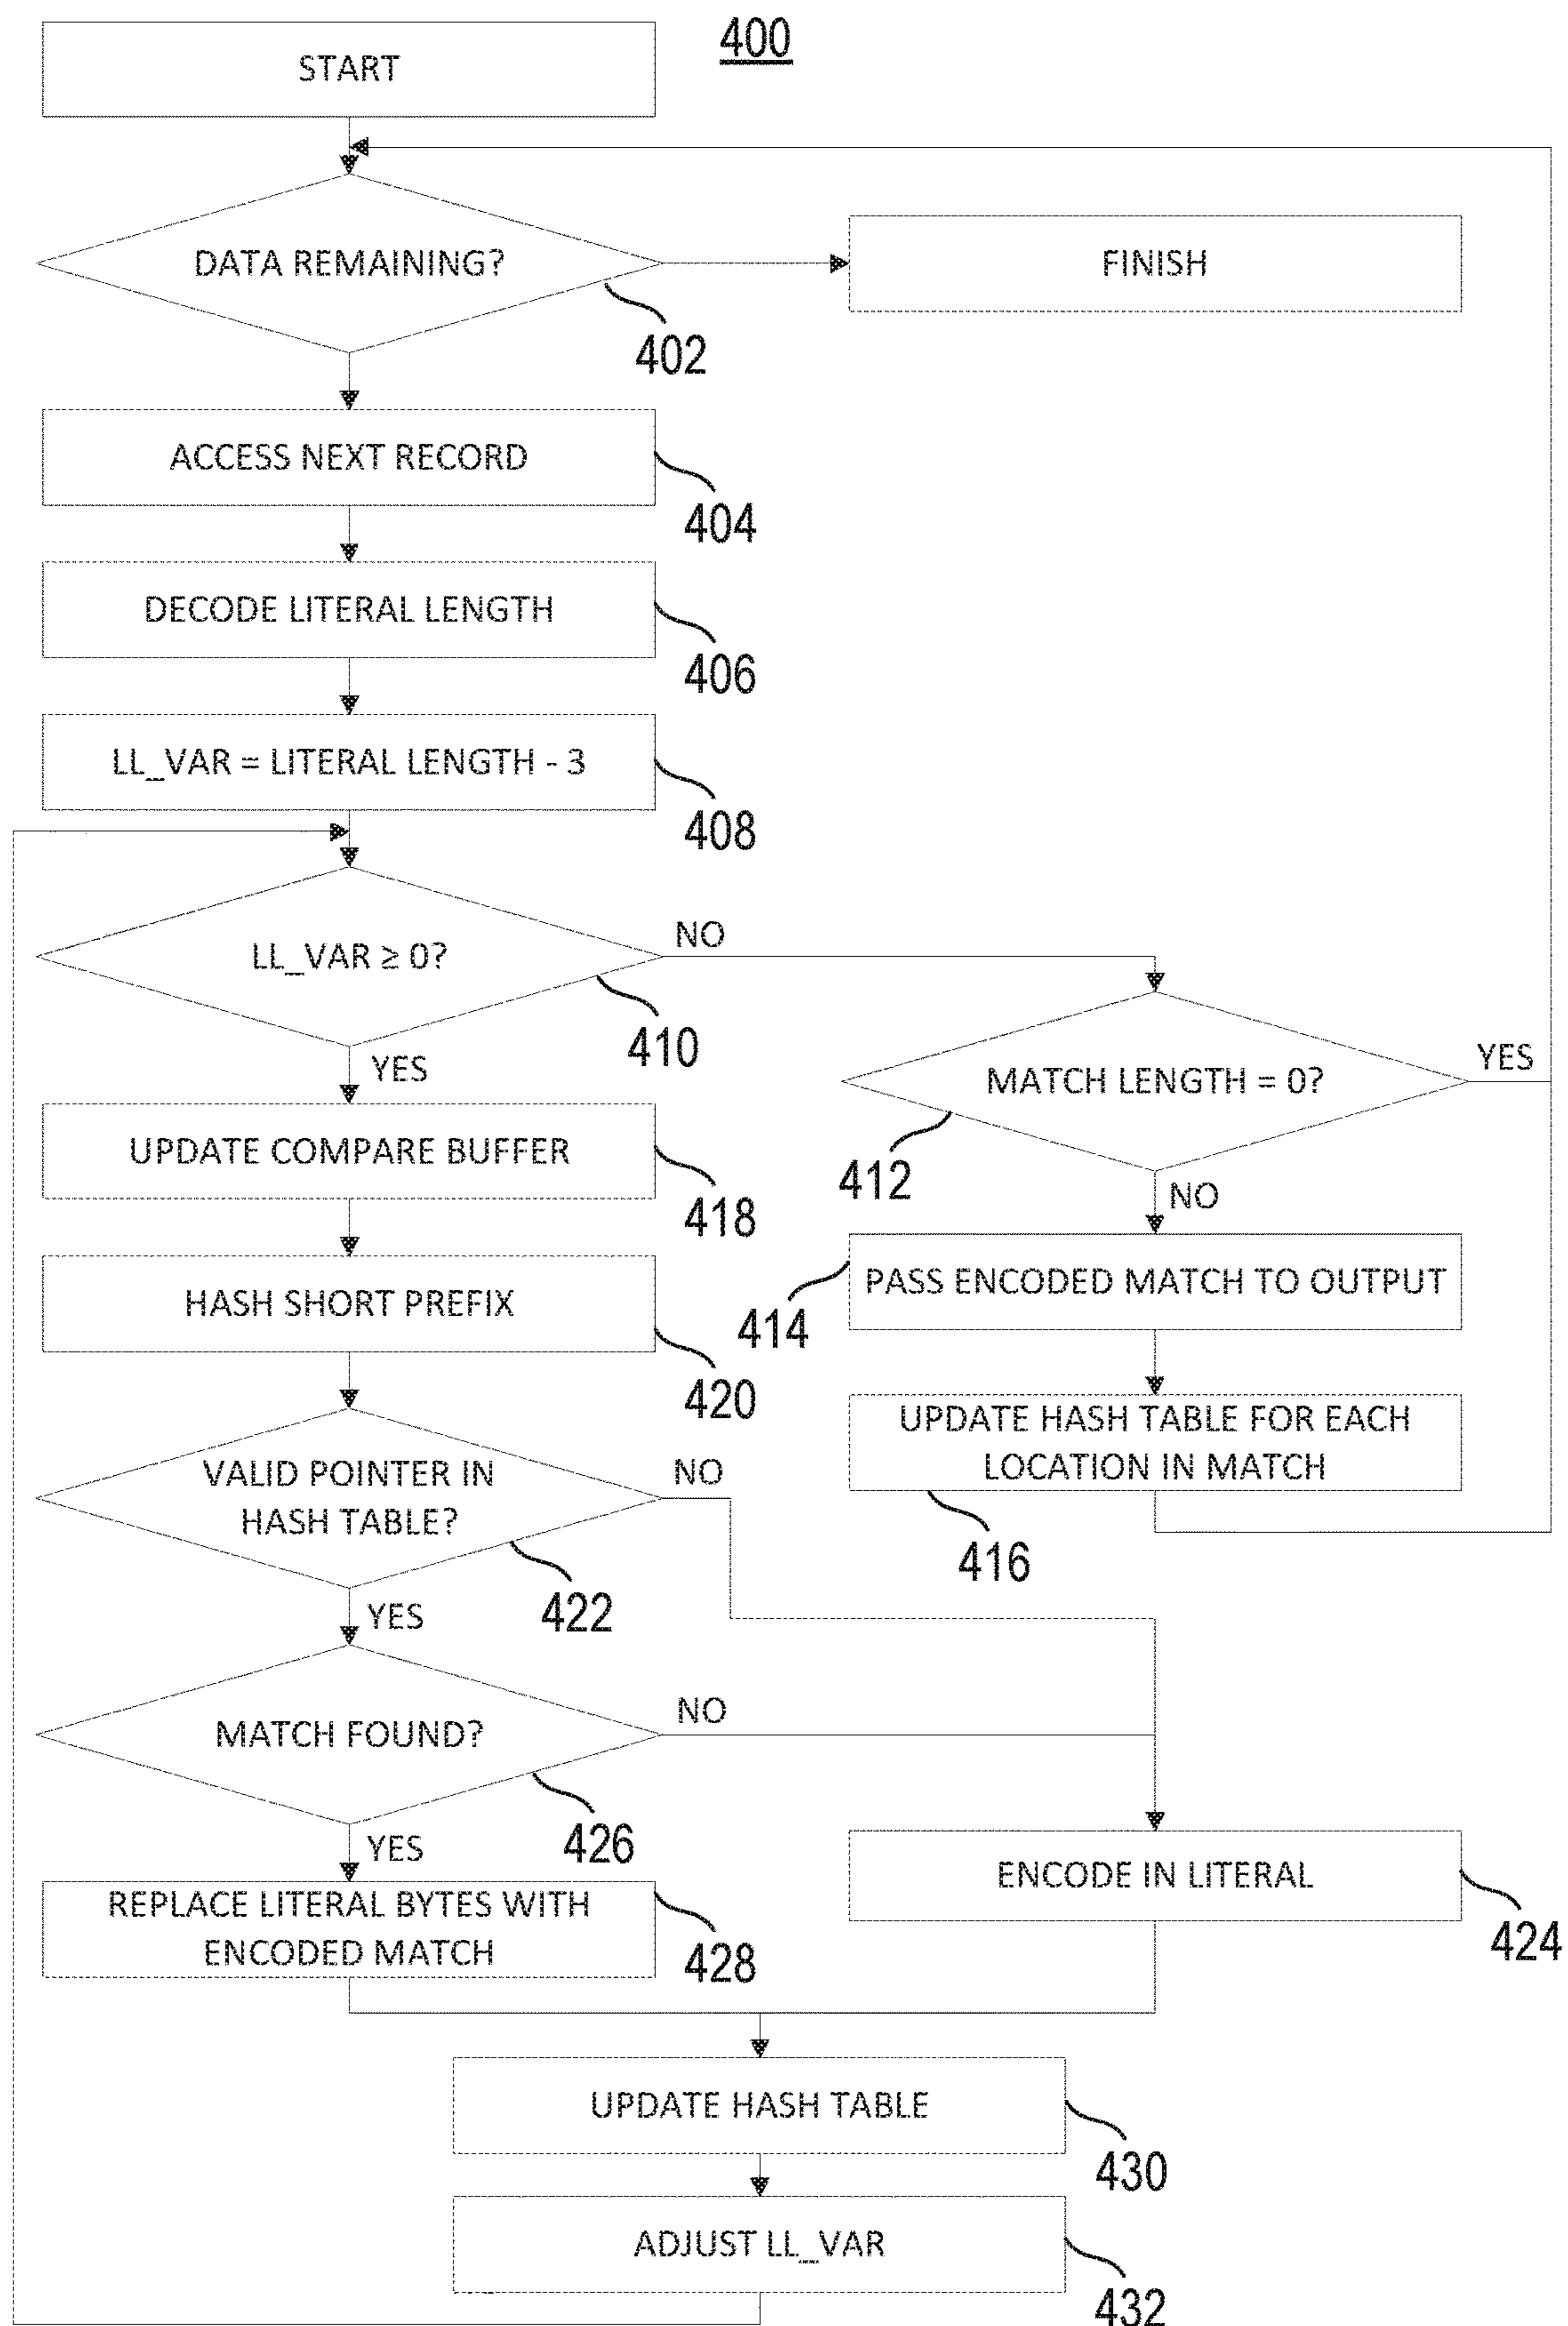 400
START
DATA REMAINING?
FINISH
402
ACCESS NEXT RECORD
404
DECODE LITERAL LENGTH
406
LL_VAR = LITERAL LENGTH - 3
408
LL_VAR ≥ 0?
NO
410
YES
MATCH LENGTH = 0?
YES
412
NO
UPDATE COMPARE BUFFER
418
PASS ENCODED MATCH TO OUTPUT
414
HASH SHORT PREFIX
420
UPDATE HASH TABLE FOR EACH
LOCATION IN MATCH
416
VALID POINTER IN
HASH TABLE?
NO
422
YES
MATCH FOUND?
NO
426
YES
REPLACE LITERAL BYTES WITH
ENCODED MATCH
428
ENCODE IN LITERAL
424
UPDATE HASH TABLE
430
ADJUST LL_VAR
432